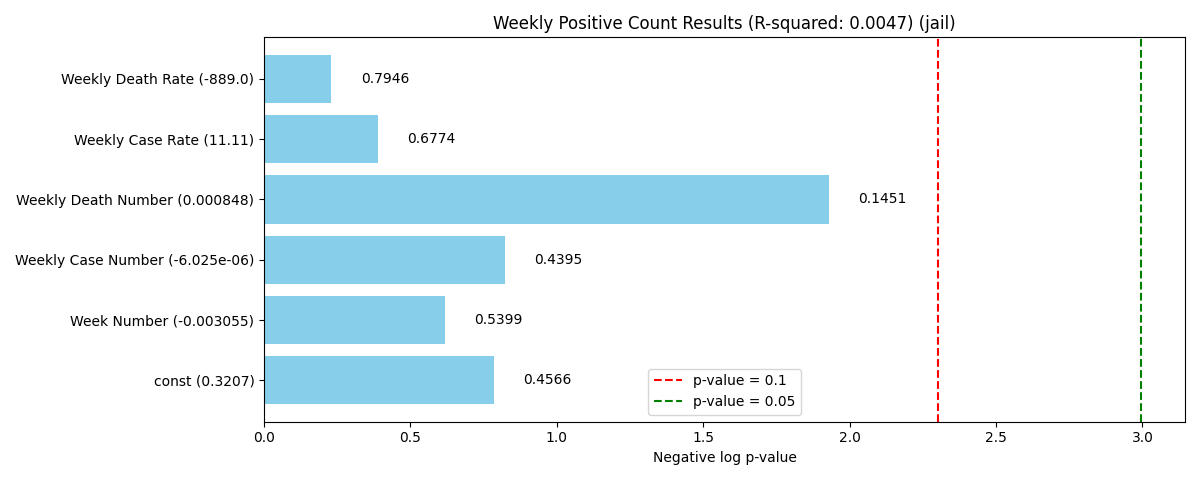 Weekly Positive Count Results (R-squared: 0.0047) (jail)
Weekly Death Rate (-889.0)
0.7946
Weekly Case Rate (11.11)
0.6774
Weekly Death Number (0.000848)
0.1451
Weekly Case Number (-6.025e-06)
0.4395
Week Number (-0.003055)
0.5399
const (0.3207)
0.4566
p-value = 0.1
p-value = 0.05
0.0 0.5 1.0 1.5 2.0 2.5 3.0
Negative log p-value